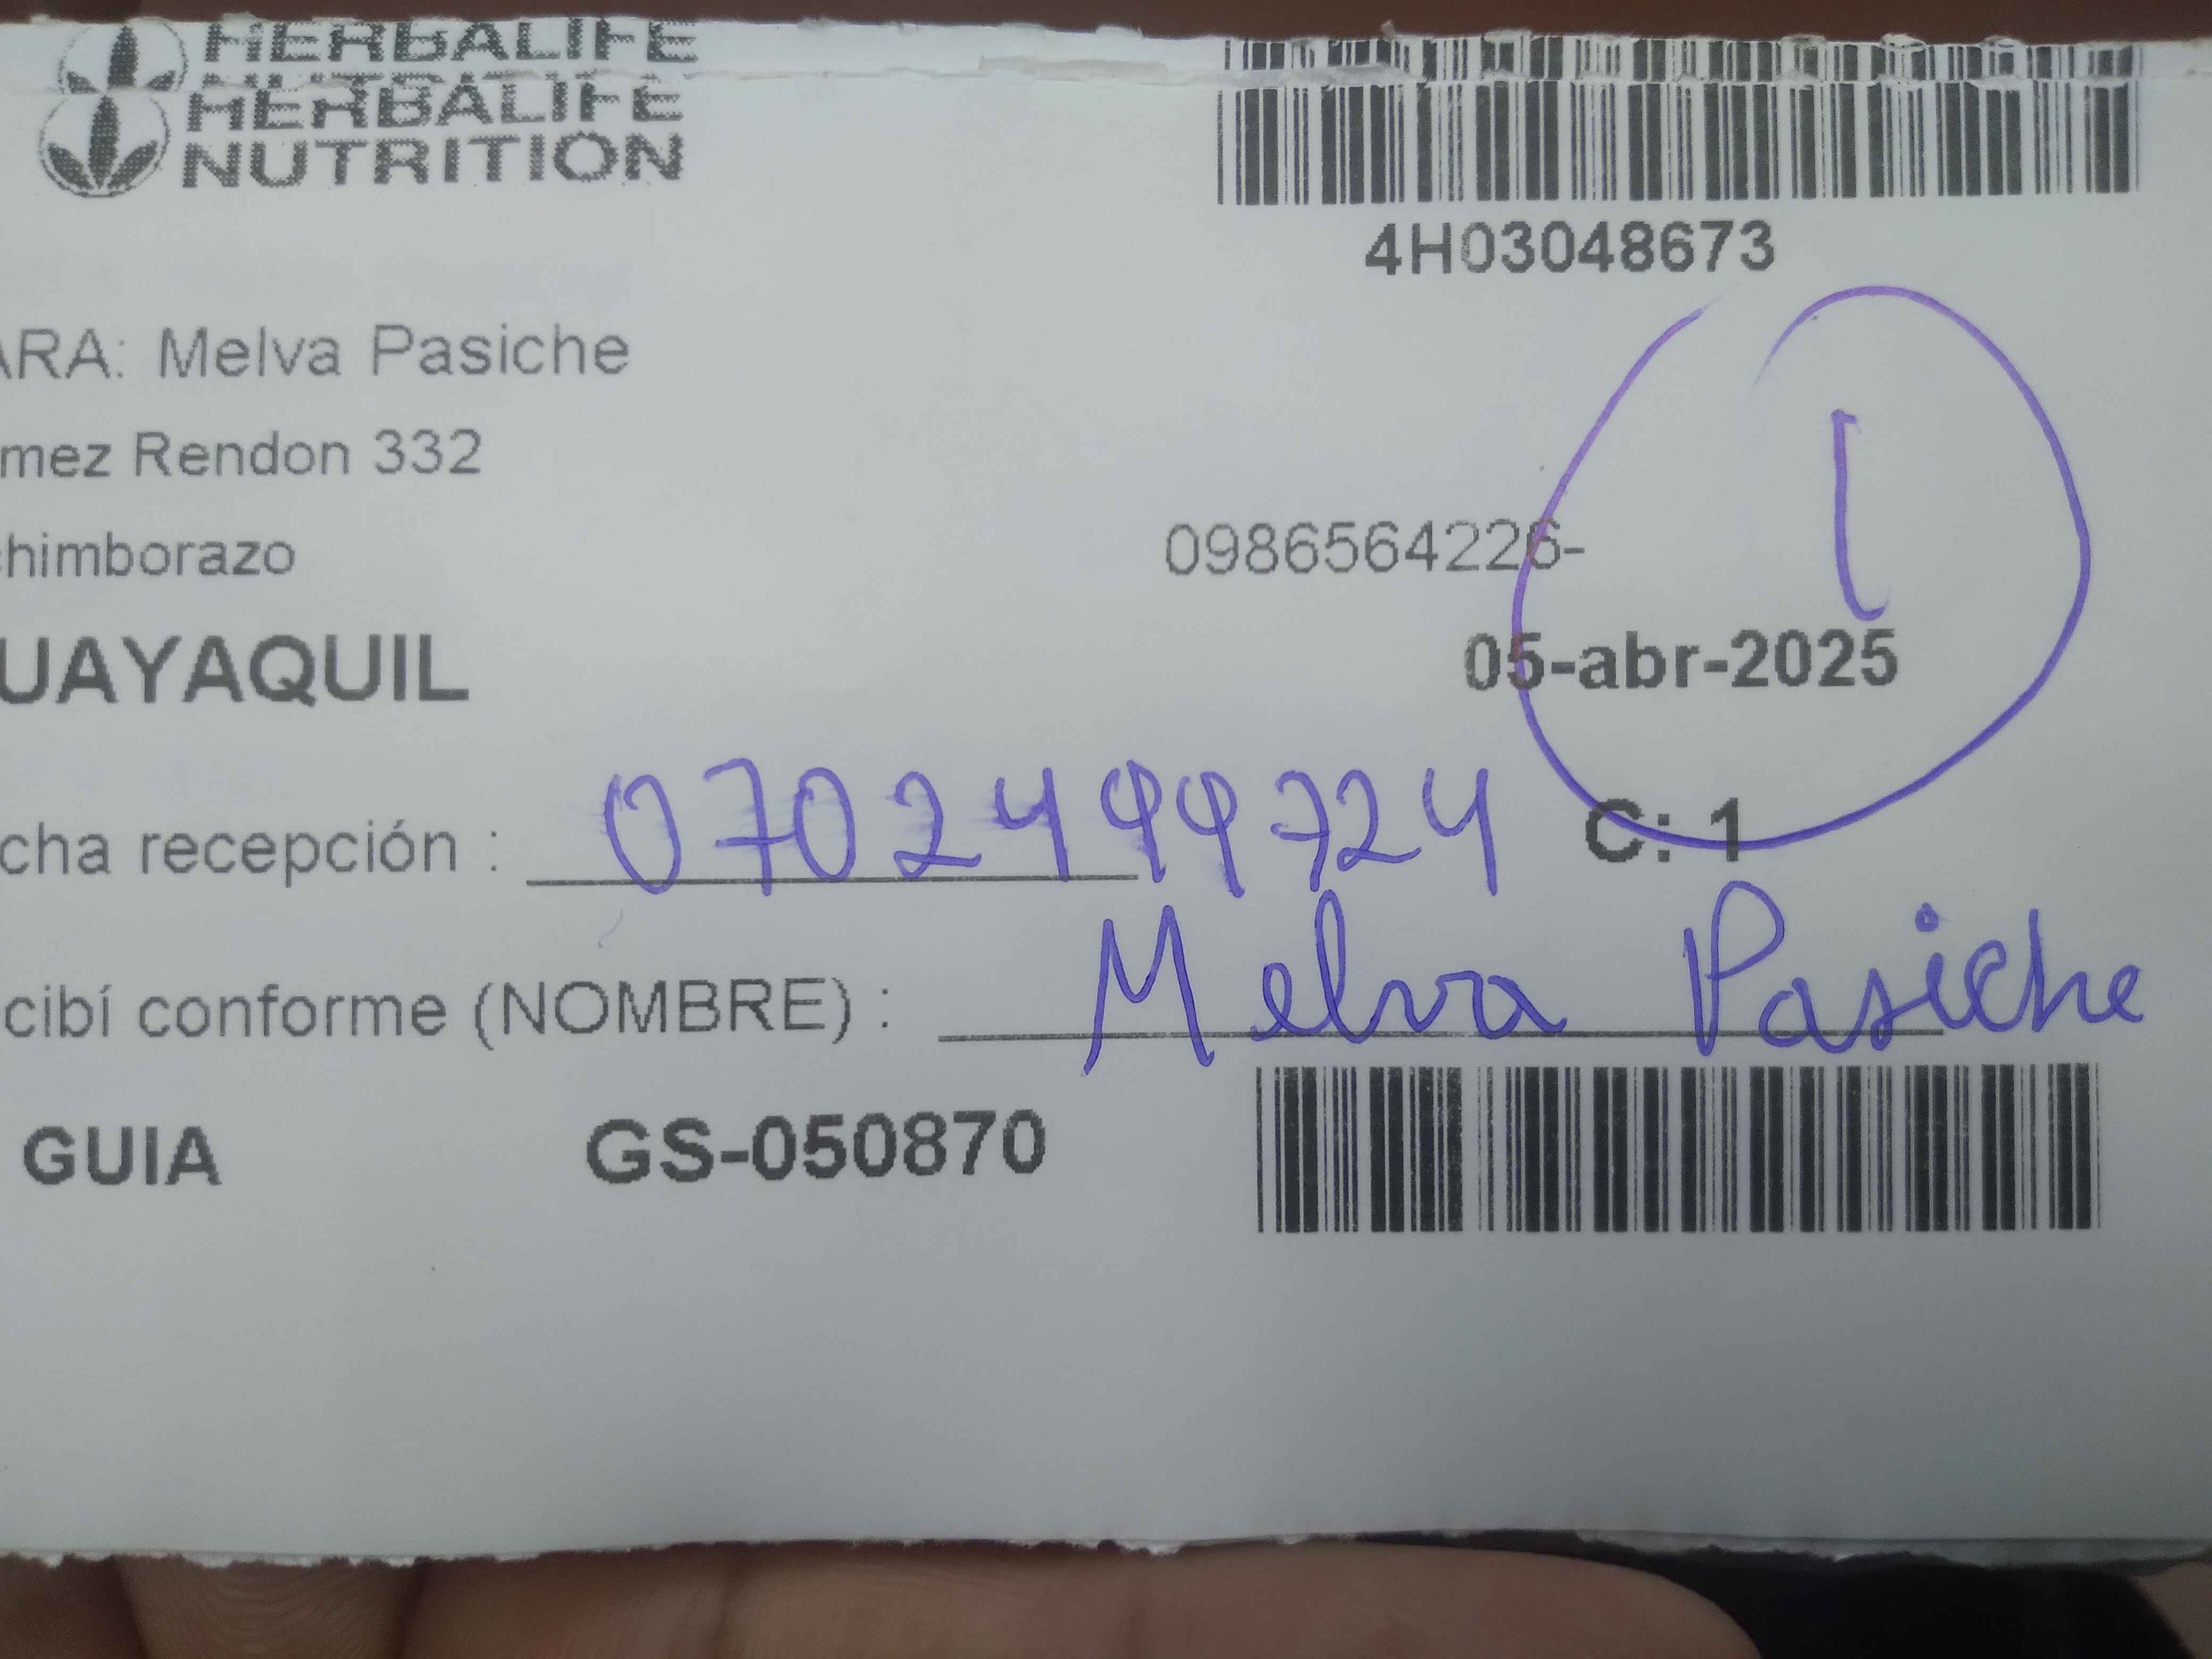 HERBALIFE
HERBALIFE
NUTRITION
4H03048673
ARA: Melva Pasiche
mez Rendon 332
himborazo
0986564226-
UAYAQUIL
05-abr-2025
1
cha recepción : 0702499724
C: 1
cibí conforme (NOMBRE) : Melva Pasiche
GUIA GS-050870